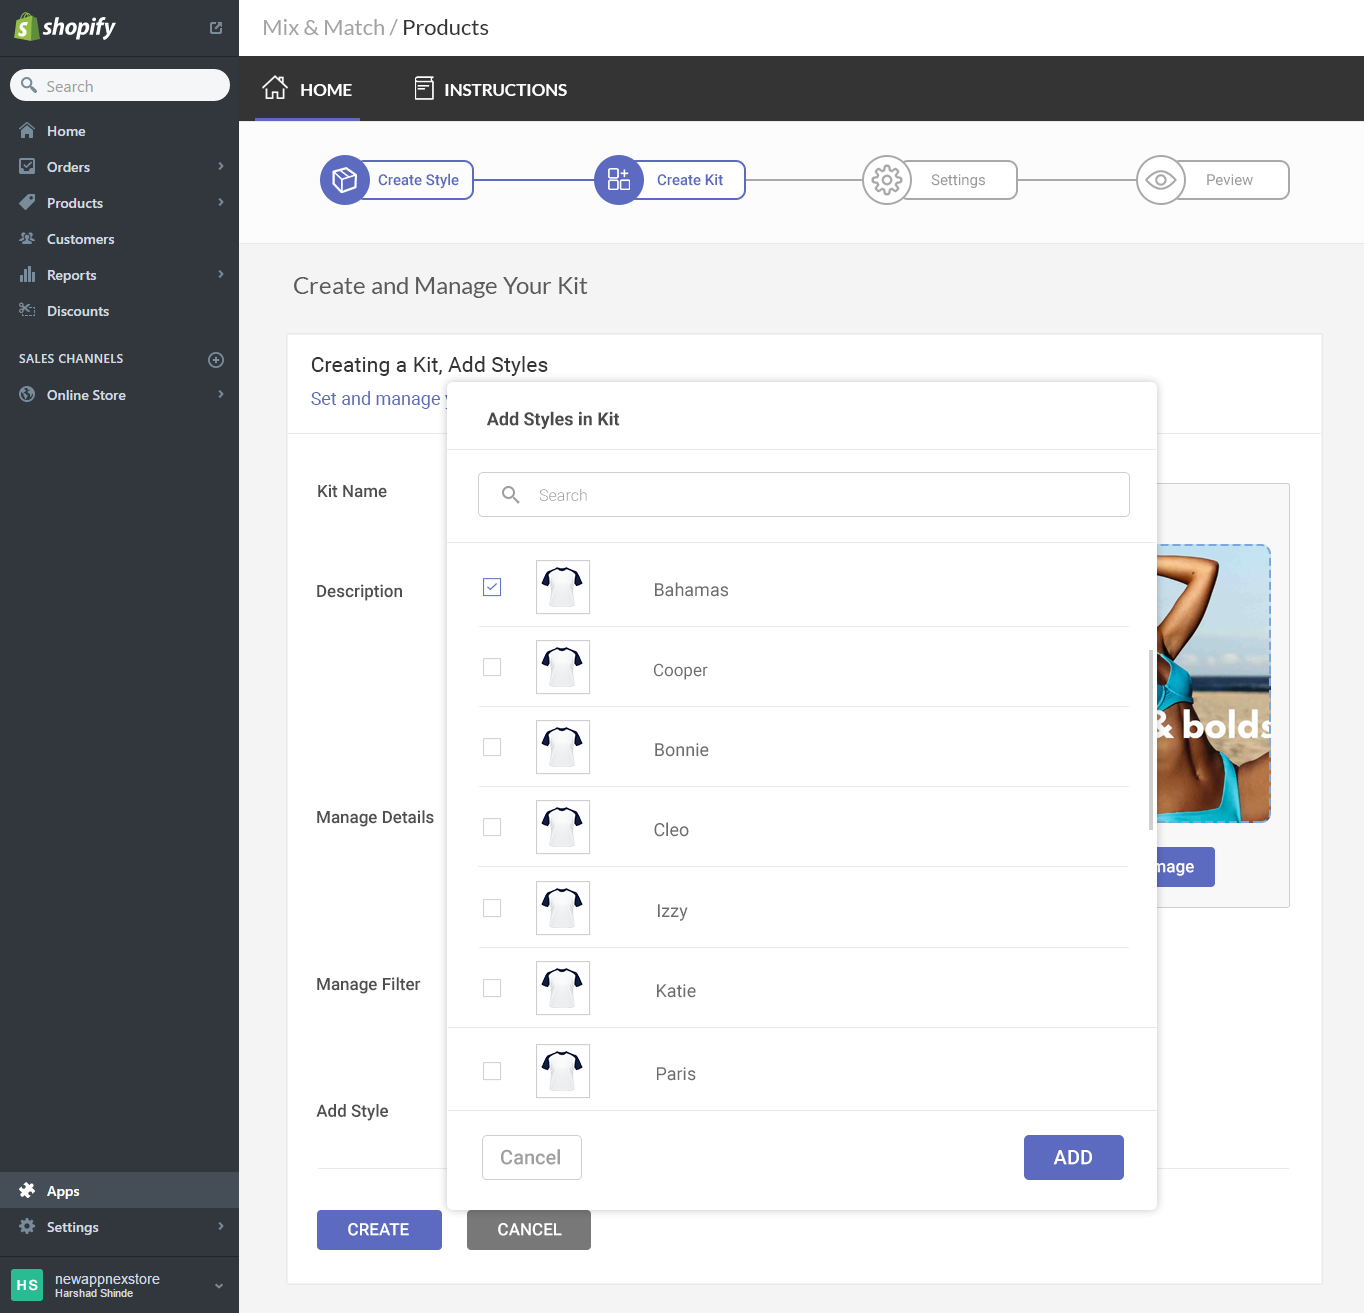 shopify
Mix & Match / Products
Search
HOME
INSTRUCTIONS
Home
Orders
Products
Customers
Reports
Discounts
SALES CHANNELS
Online Store
Create Style
Create Kit
Settings
Peview
Create and Manage Your Kit
Creating a Kit, Add Styles
Set and manage
Add Styles in Kit
Search
Kit Name
Description
Manage Details
Manage Filter
Add Style
Bahamas
Cooper
Bonnie
Cleo
Izzy
Katie
Paris
& bolds
mage
Cancel
ADD
CREATE
CANCEL
Apps
Settings
HS
newappnexstore
Harshad Shinde